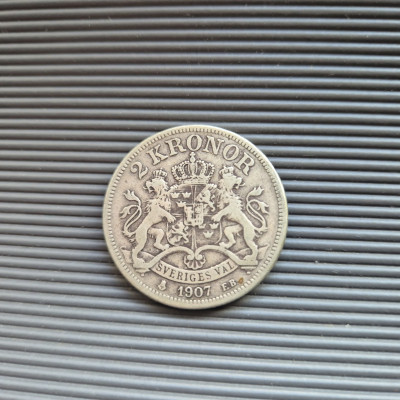 2 KRONOR
SVERIGES VÄL
1907 E.B.